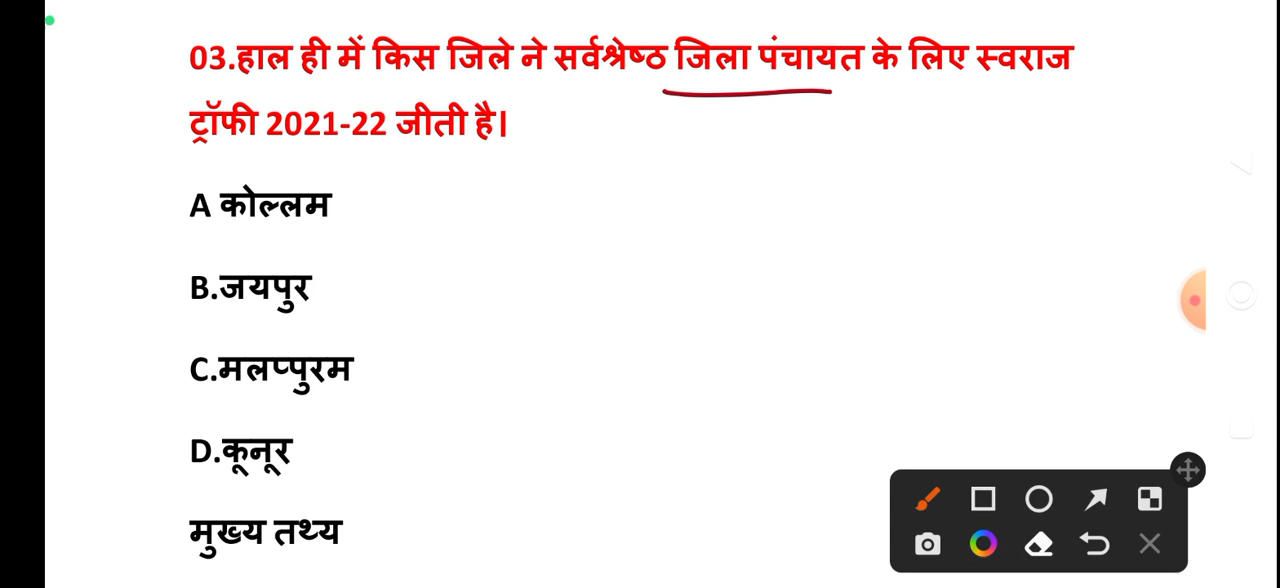 03.हाल ही में किस जिले ने सर्वश्रेष्ठ जिला पंचायत के लिए स्वराज
ट्रॉफी 2021-22 जीती है।
A कोल्लम
B.जयपुर
C.मलप्पुरम
D.कूनूर
मुख्य तथ्य